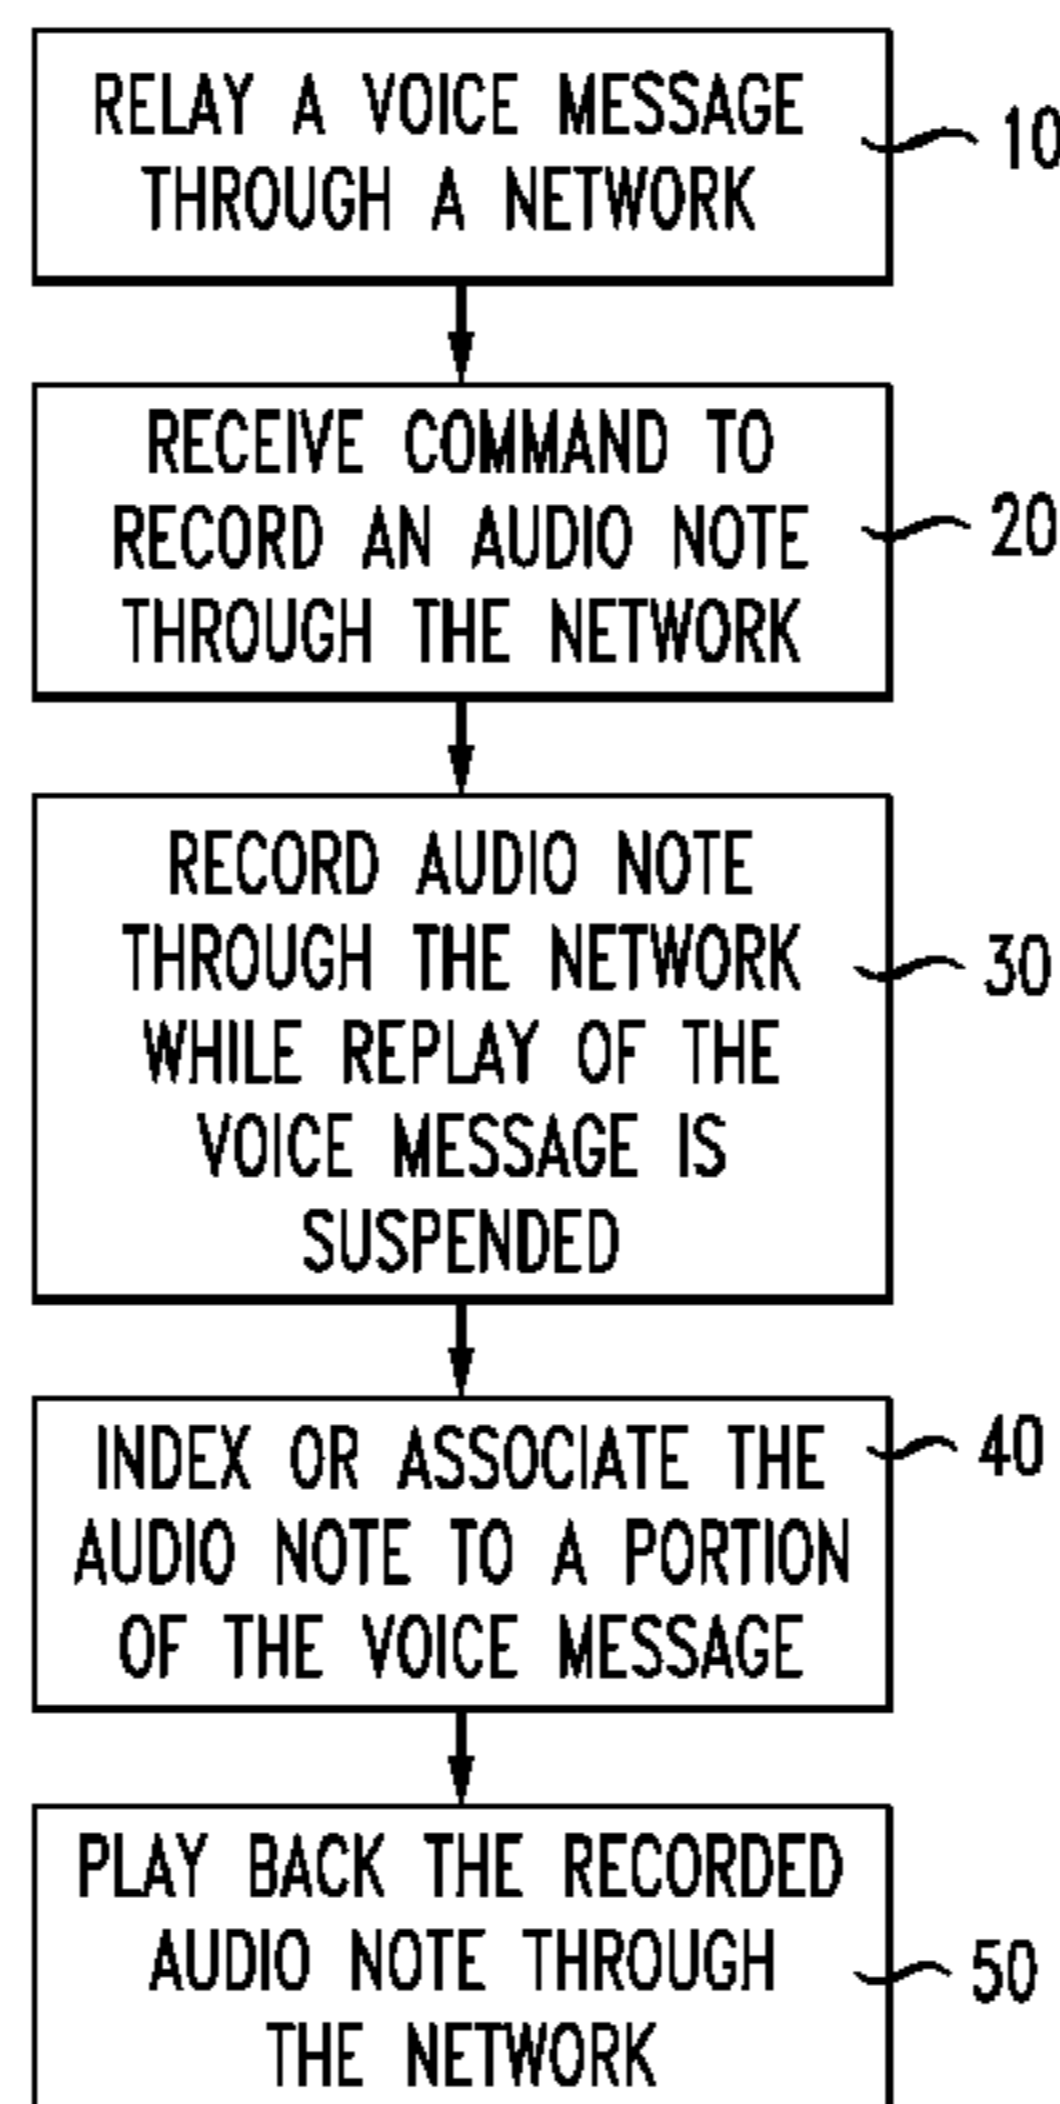 RELAY A VOICE MESSAGE
THROUGH A NETWORK
10
RECEIVE COMMAND TO
RECORD AN AUDIO NOTE
THROUGH THE NETWORK
20
RECORD AUDIO NOTE
THROUGH THE NETWORK
WHILE REPLAY OF THE
VOICE MESSAGE IS
SUSPENDED
30
INDEX OR ASSOCIATE THE
AUDIO NOTE TO A PORTION
OF THE VOICE MESSAGE
40
PLAY BACK THE RECORDED
AUDIO NOTE THROUGH
THE NETWORK
50